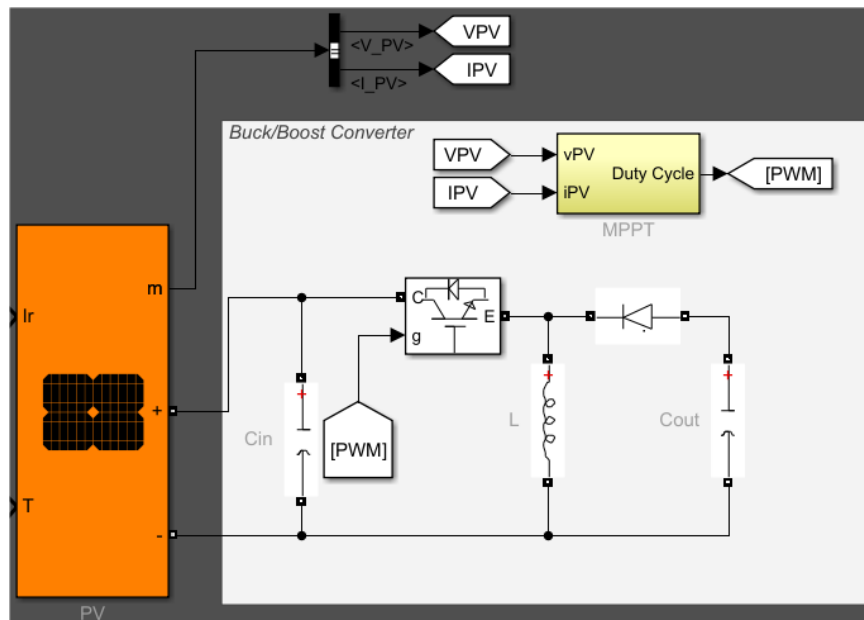 <V_PV>
VPV
<I_PV>
IPV
Buck/Boost Converter
VPV
IPV
vPV
iPV
Duty Cycle
[PWM]
MPPT
m
Ir
+
T
-
PV
C
g
E
+
Cin
[PWM]
+
L
+
Cout